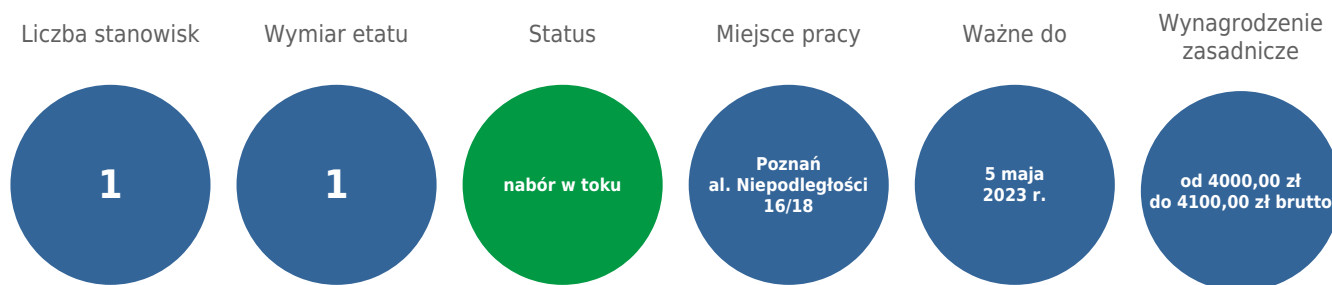 Liczba stanowisk
1
Wymiar etatu
1
Status
nabór w toku
Miejsce pracy
Poznań
al. Niepodległości
16/18
Ważne do
5 maja
2023 r.
Wynagrodzenie
zasadnicze
od 4000,00 zł
do 4100,00 zł brutto